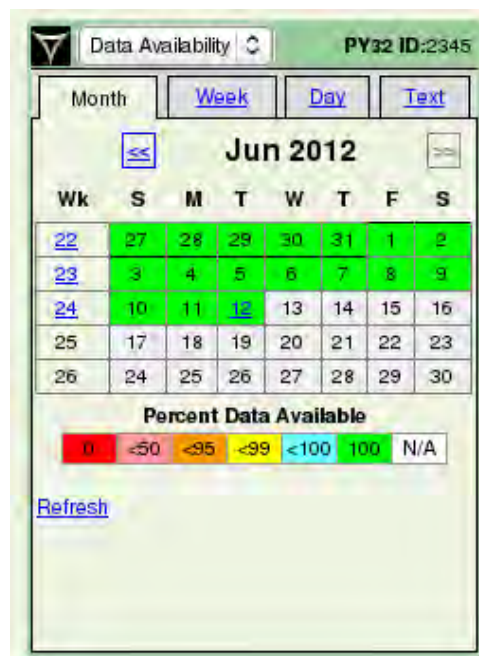 Data Availability PY32 ID:2345
Month Week Day Text
<< Jun 2012 >>
Wk S M T W T F S
22 27 28 29 30 31 1 2
23 3 4 5 6 7 8 9
24 10 11 12 13 14 15 16
25 17 18 19 20 21 22 23
26 24 25 26 27 28 29 30
Percent Data Available
0 <50 <95 <99 <100 100 N/A
Refresh